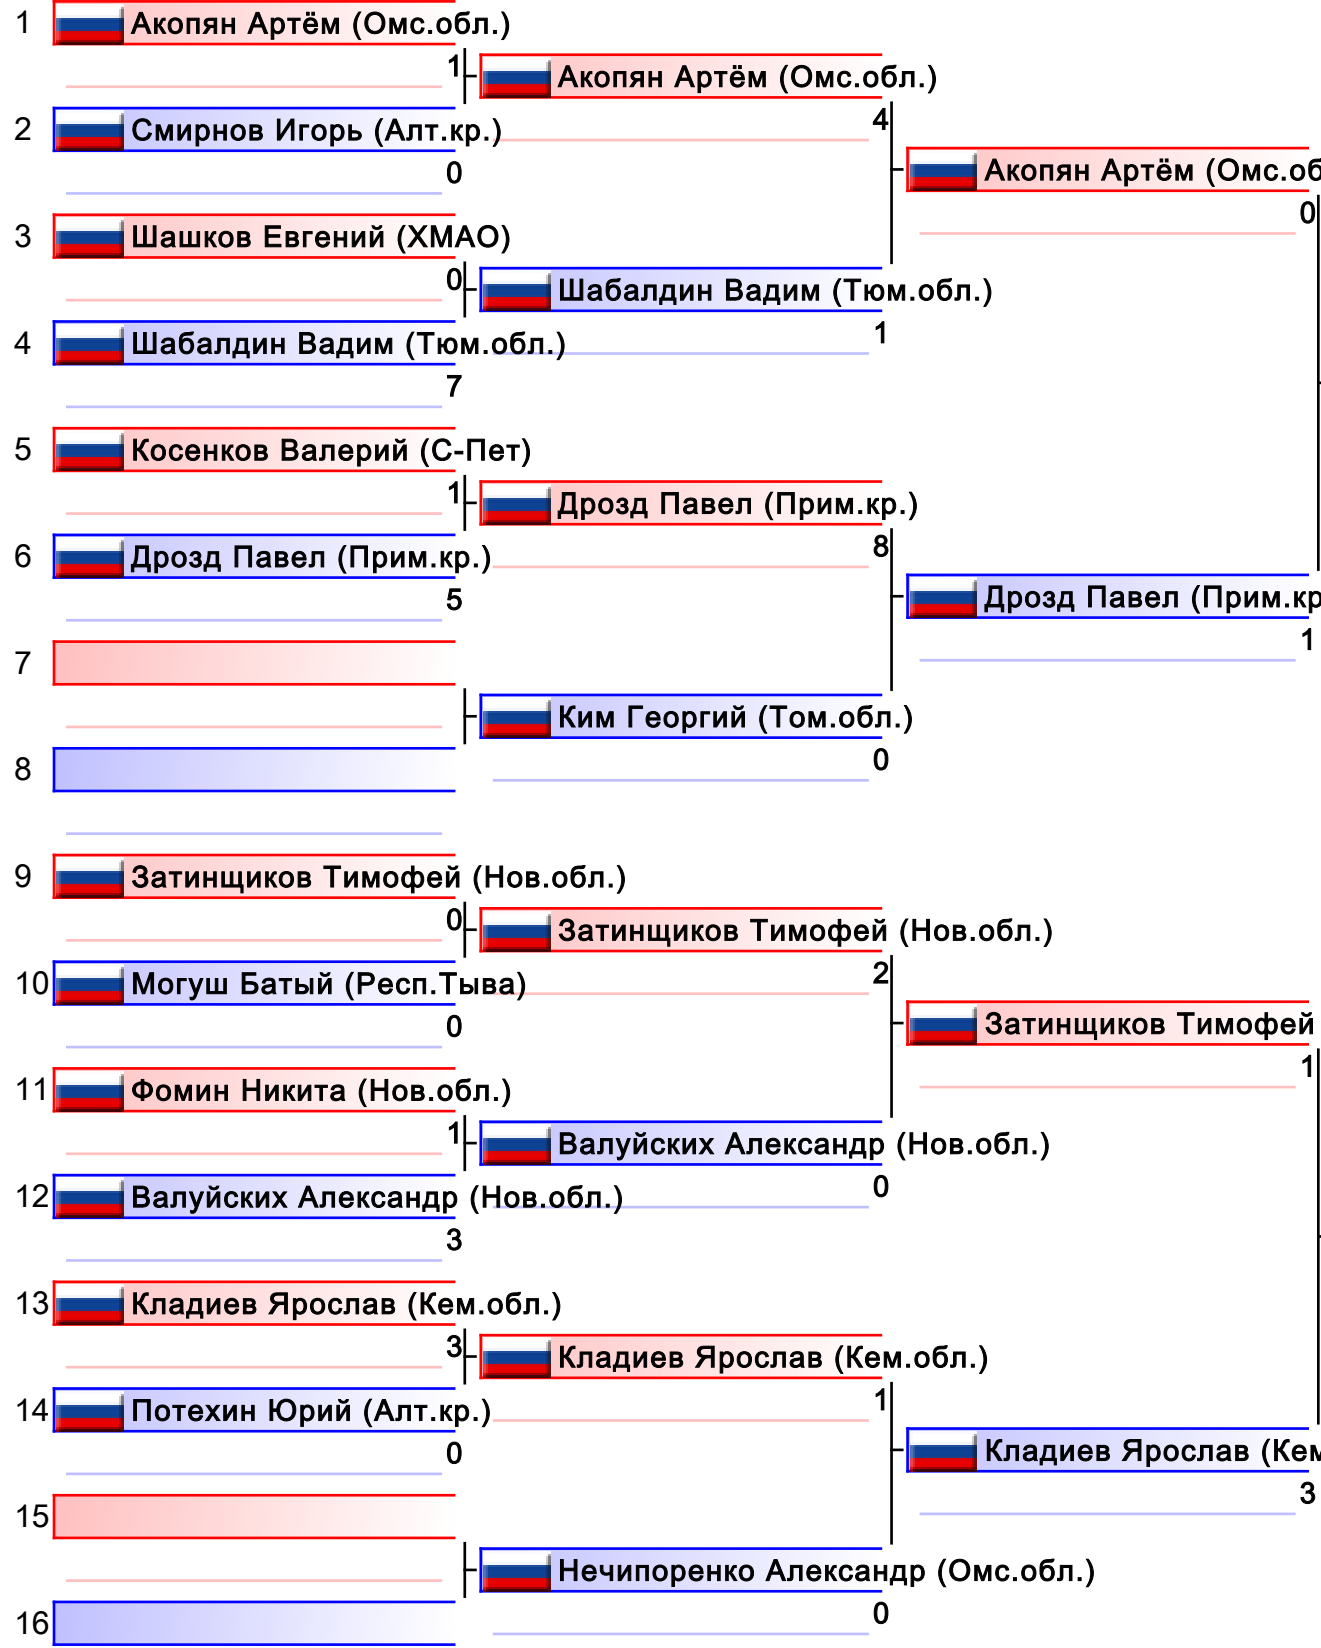 1 Акопян Артём (Омс.обл.)
1 Акопян Артём (Омс.обл.)
2 Смирнов Игорь (Алт.кр.)
4
0
Акопян Артём (Омс.об
3 Шашков Евгений (ХМАО)
0
0 Шабалдин Вадим (Тюм.обл.)
4 Шабалдин Вадим (Тюм.обл.)
1
7
5 Косенков Валерий (С-Пет)
1 Дрозд Павел (Прим.кр.)
6 Дрозд Павел (Прим.кр.)
8
5
Дрозд Павел (Прим.кр
1
7
Ким Георгий (Том.обл.)
8
0
9 Затинщиков Тимофей (Нов.обл.)
0 Затинщиков Тимофей (Нов.обл.)
10 Могуш Батый (Респ.Тыва)
2
0
Затинщиков Тимофей
1
11 Фомин Никита (Нов.обл.)
1 Валуйских Александр (Нов.обл.)
12 Валуйских Александр (Нов.обл.)
0
3
13 Кладиев Ярослав (Кем.обл.)
3 Кладиев Ярослав (Кем.обл.)
14 Потехин Юрий (Алт.кр.)
1
0
Кладиев Ярослав (Кем
3
15
Нечипоренко Александр (Омс.обл.)
16
0